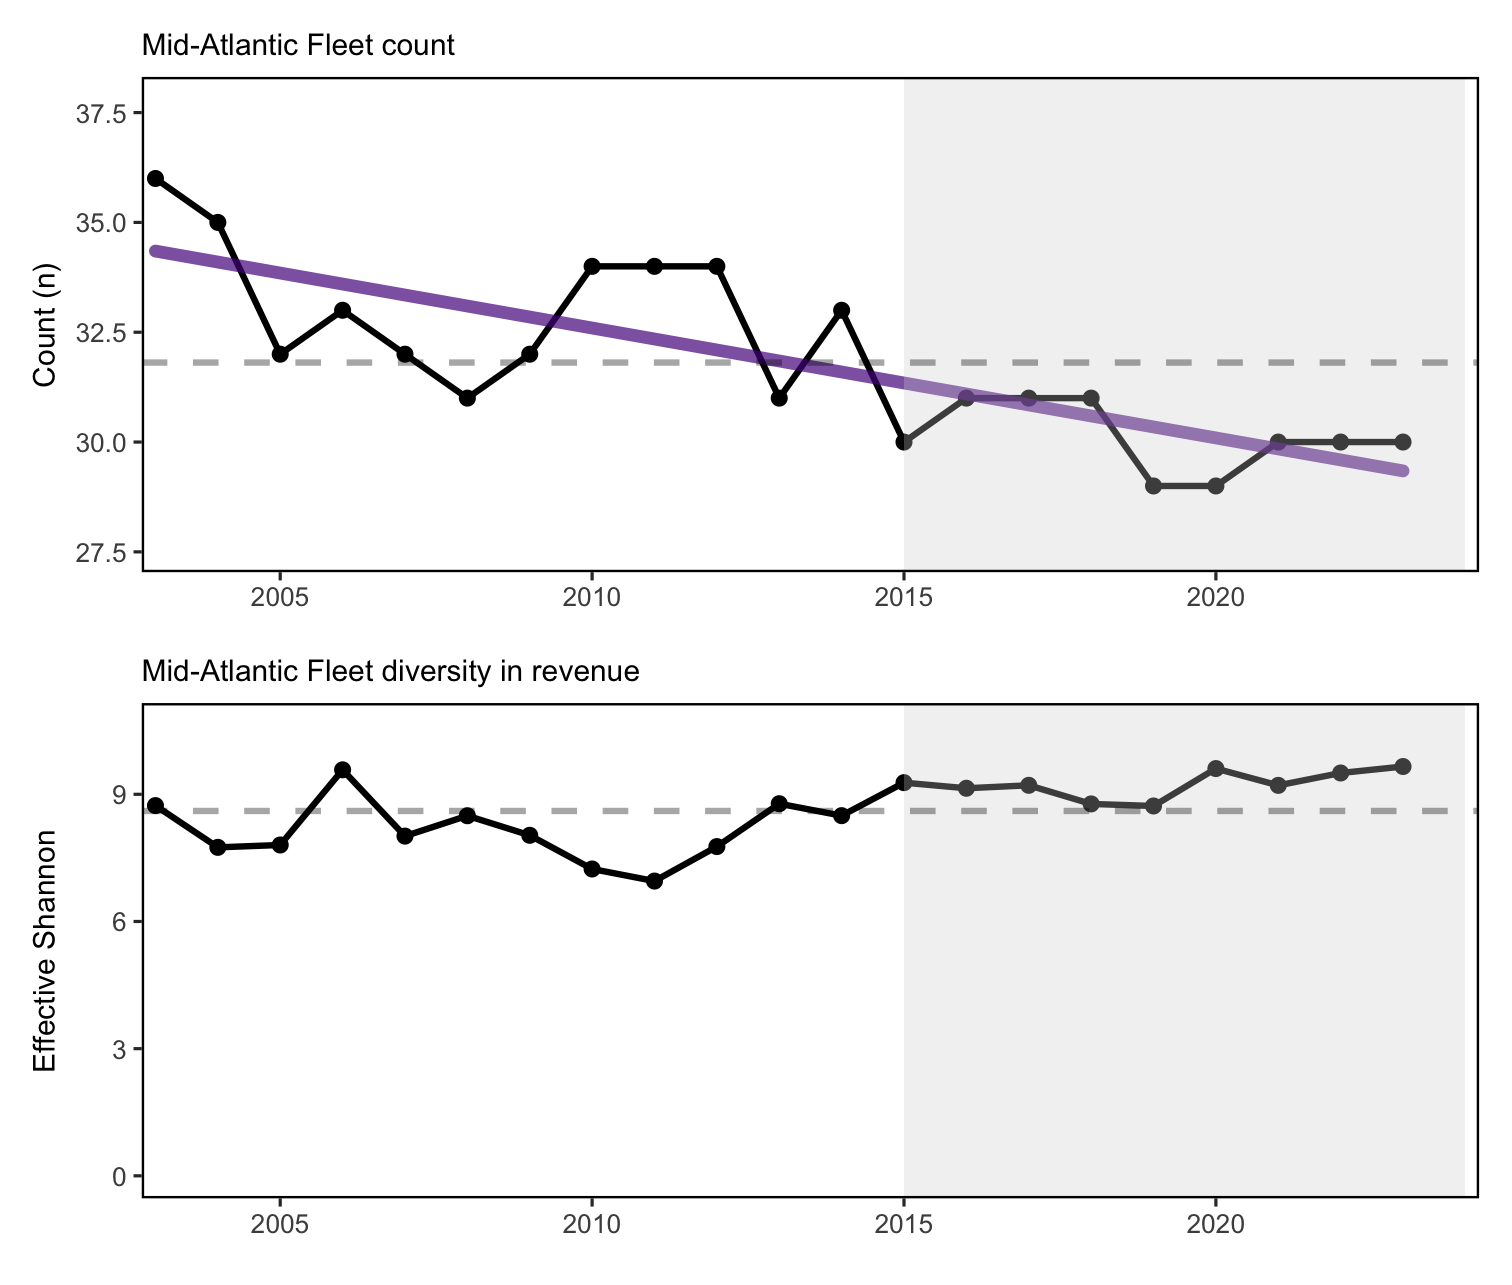 Mid-Atlantic Fleet count
Count (n)
37.5
35.0
32.5
30.0
27.5
2005 2010 2015 2020
Mid-Atlantic Fleet diversity in revenue
Effective Shannon
9
6
3
0
2005 2010 2015 2020